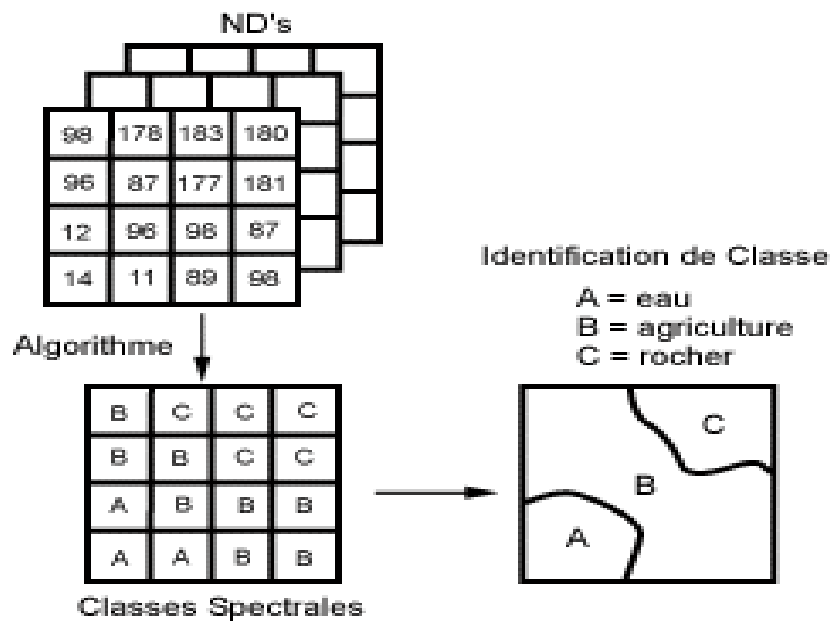 ND's
98 178 183 180
96 87 177 181
12 96 98 87
14 11 89 98
Algorithme
B C C C
B B C C
A B B B
A A B B
Classes Spectrales
Identification de Classe
A = eau
B = agriculture
C = rocher
C
B
A